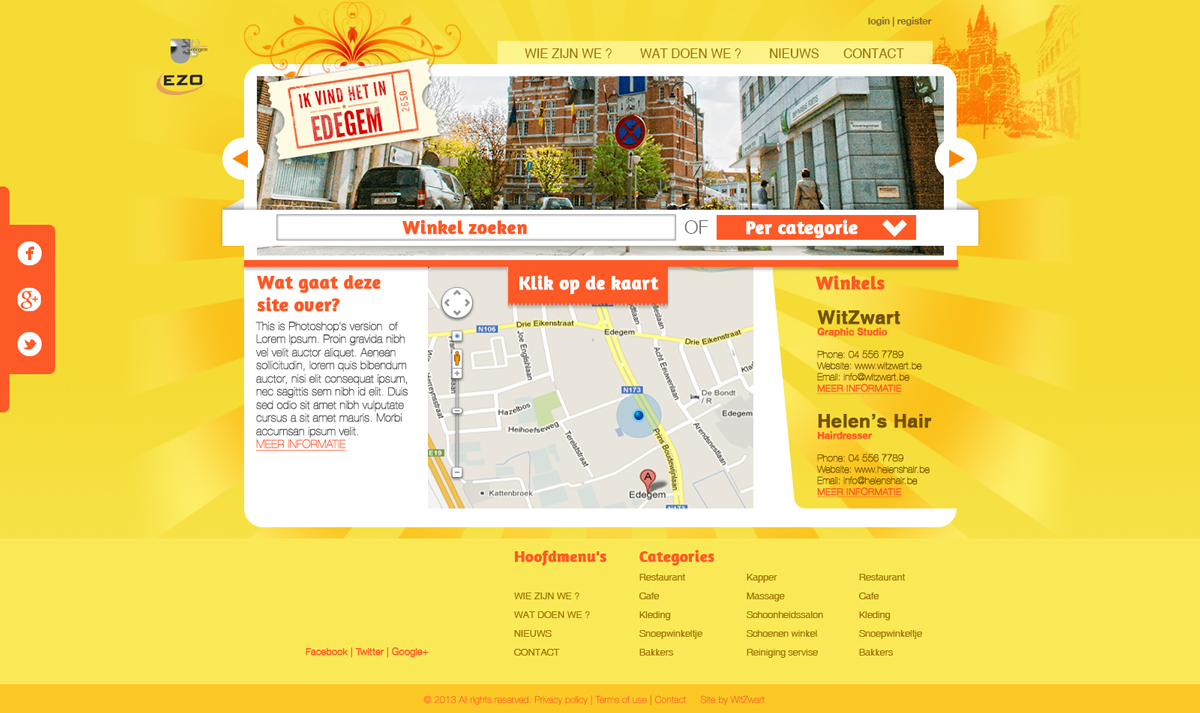 login | register
EZO
WIE ZIJN WE ?
WAT DOEN WE ?
NIEUWS
CONTACT
IK VIND HET IN
EDEGEM
2650
Winkel zoeken
OF
Per categorie
Wat gaat deze
site over?
This is Photoshop's version of
Lorem Ipsum. Proin gravida nibh
vel velit auctor aliquet. Aenean
sollicitudin, lorem quis bibendum
auctor, nisi elit consequat ipsum,
nec sagittis sem nibh id elit. Duis
sed odio sit amet nibh vulputate
cursus a sit amet mauris. Morbi
accumsan ipsum velit.
MEER INFORMATIE
Klik op de kaart
N106
Drie Eikenstraat
Edegem
Drie Eikenstraat
Joe Englishlaan
Acht Eeuwenlaan
N173
De Bondt
/ R
Hazelbos
Edegem
Heihoefseweg
Terelststraat
Prins Boudewijnlaan
Arendsnestlaan
E19
A
Kattenbroek
Edegem
N173
Winkels
WitZwart
Graphic Studio
Phone: 04 556 7789
Website: www.witzwart.be
Email: info@witzwart.be
MEER INFORMATIE
Helen's Hair
Hairdresser
Phone: 04 556 7789
Website: www.helenshair.be
Email: info@helenshair.be
MEER INFORMATIE
Hoofdmenu's
WIE ZIJN WE ?
WAT DOEN WE ?
NIEUWS
CONTACT
Categories
Restaurant
Cafe
Kleding
Snoepwinkeltje
Bakkers
Kapper
Massage
Schoonheidssalon
Schoenen winkel
Reiniging servise
Restaurant
Cafe
Kleding
Snoepwinkeltje
Bakkers
Facebook | Twitter | Google+
© 2013 All rights reserved. Privacy policy | Terms of use | Contact Site by WitZwart